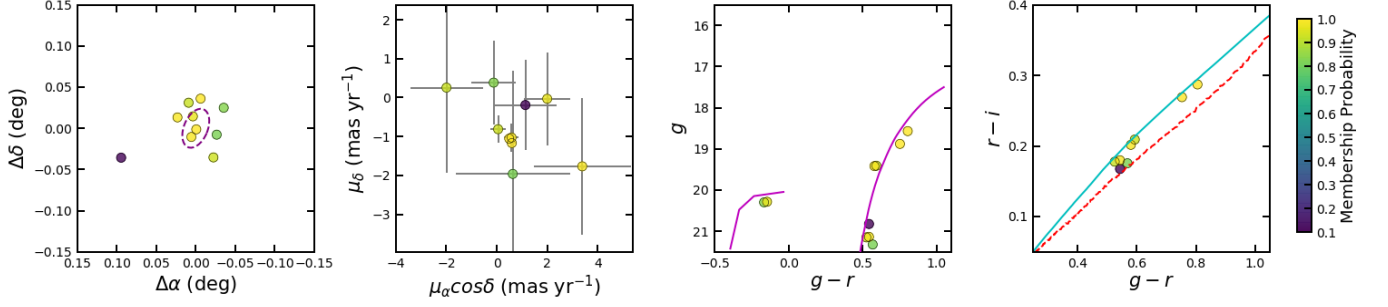 0.15
0.10
0.05
0.00
−0.05
−0.10
−0.15
0.15 0.10 0.05 0.00 −0.05 −0.10 −0.15
Δα (deg)
Δδ (deg)
2
1
0
−1
−2
−3
−4 −2 0 2 4
μαcosδ (mas yr−1)
μδ (mas yr−1)
15
16
17
18
19
20
21
−0.5 0.0 0.5 1.0
g − r
g
0.4
0.3
0.2
0.1
0.4 0.6 0.8 1.0
g − r
r − i
1.0
0.9
0.8
0.7
0.6
0.5
0.4
0.3
0.2
0.1
Membership Probability